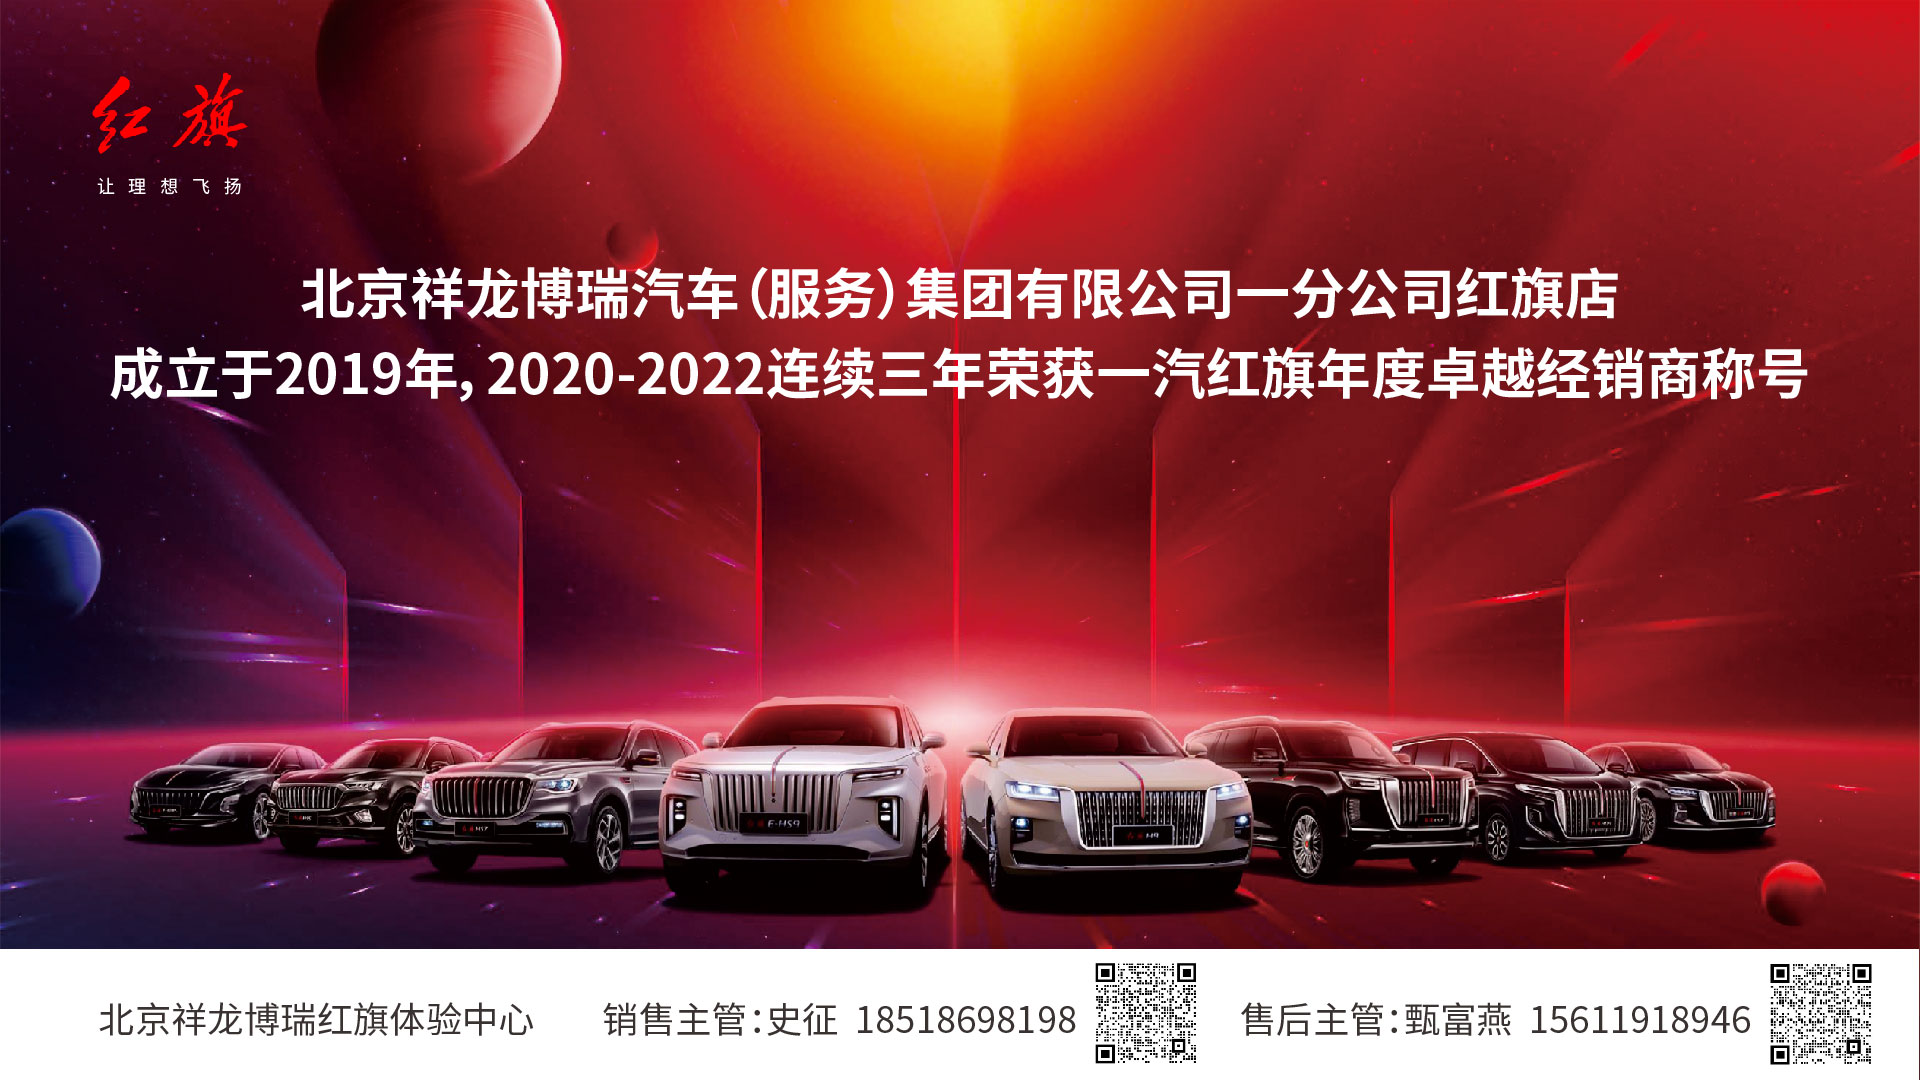 红旗
让理想飞扬
北京祥龙博瑞汽车（服务）集团有限公司一分公司红旗店
成立于2019年，2020-2022连续三年荣获一汽红旗年度卓越经销商称号
E-HS9
H9
HS7
北京祥龙博瑞红旗体验中心 销售主管：史征 18518698198 售后主管：甄富燕 15611918946